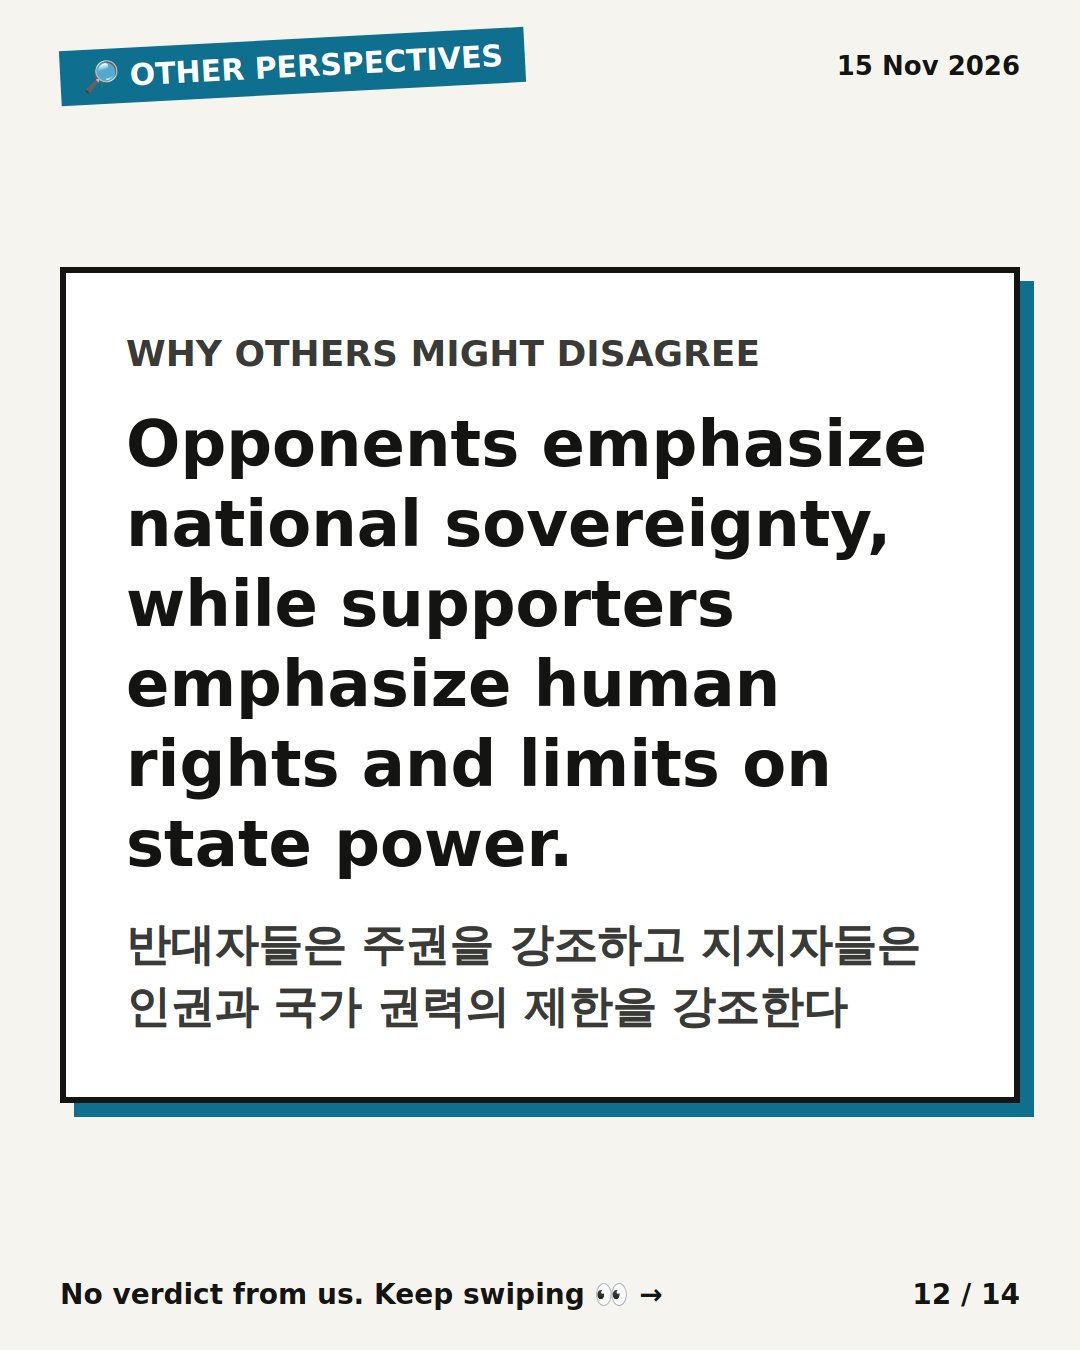 🔎 OTHER PERSPECTIVES
15 Nov 2026
WHY OTHERS MIGHT DISAGREE
Opponents emphasize
national sovereignty,
while supporters
emphasize human
rights and limits on
state power.
반대자들은 주권을 강조하고 지지자들은
인권과 국가 권력의 제한을 강조한다
No verdict from us. Keep swiping 👀 →
12 / 14